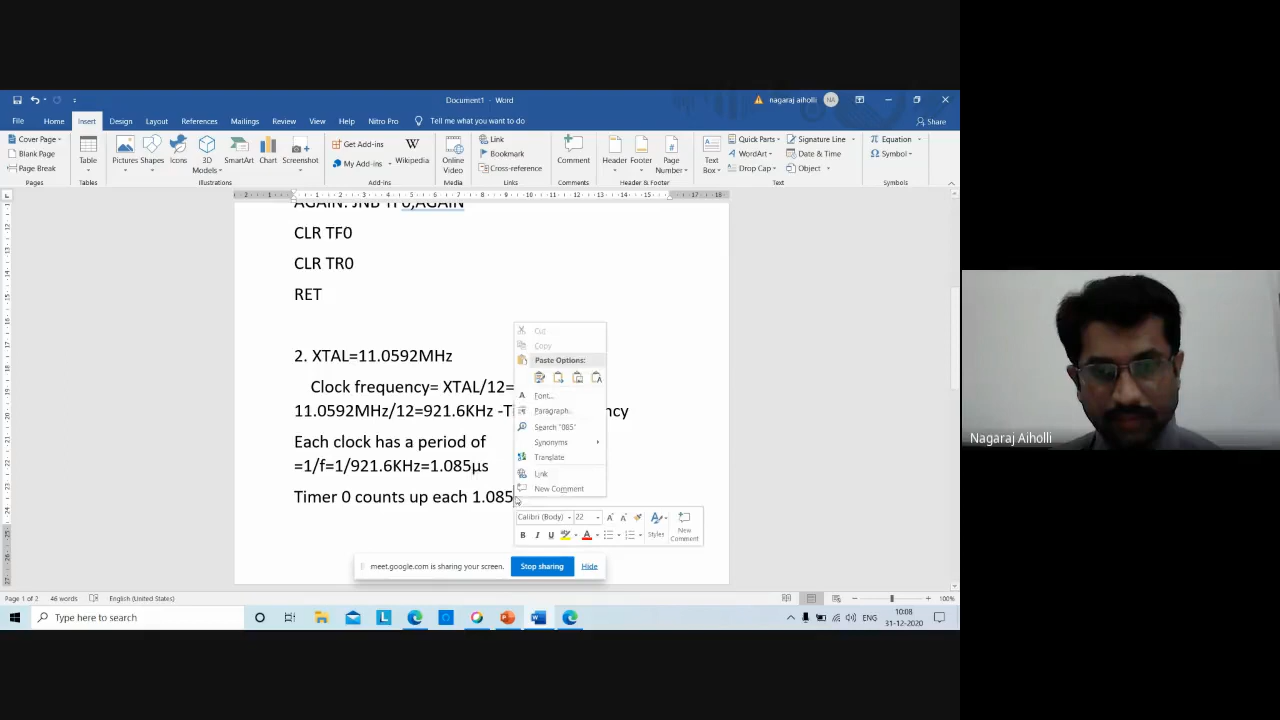 Document1 - Word
nagaraj aiholli NA
File Home Insert Design Layout References Mailings Review View Help Nitro Pro Tell me what you want to do Share
Cover Page
Blank Page
Page Break
Pages
Table
Tables
Pictures Shapes Icons 3D Models SmartArt Chart Screenshot
Illustrations
Get Add-ins
My Add-ins
Wikipedia
Add-ins
Online Video
Media
Link
Bookmark
Cross-reference
Links
Comment
Comments
Header Footer Page Number
Header & Footer
Text Box
Quick Parts
WordArt
Drop Cap
Signature Line
Date & Time
Object
Text
Equation
Symbol
Symbols
AGAIN: JNB TF0,AGAIN
CLR TF0
CLR TR0
RET
2. XTAL=11.0592MHz
Clock frequency= XTAL/12=
11.0592MHz/12=921.6KHz -T
Each clock has a period of
=1/f=1/921.6KHz=1.085µs
Timer 0 counts up each 1.085
Cut
Copy
Paste Options:
Font...
Paragraph...
Search "085"
Synonyms
Translate
Link
New Comment
Calibri (Body) 22
B I U
Styles
New Comment
meet.google.com is sharing your screen. Stop sharing Hide
Page 1 of 2 46 words English (United States) 100%
Type here to search
ENG
10:08
31-12-2020
Nagaraj Aiholli